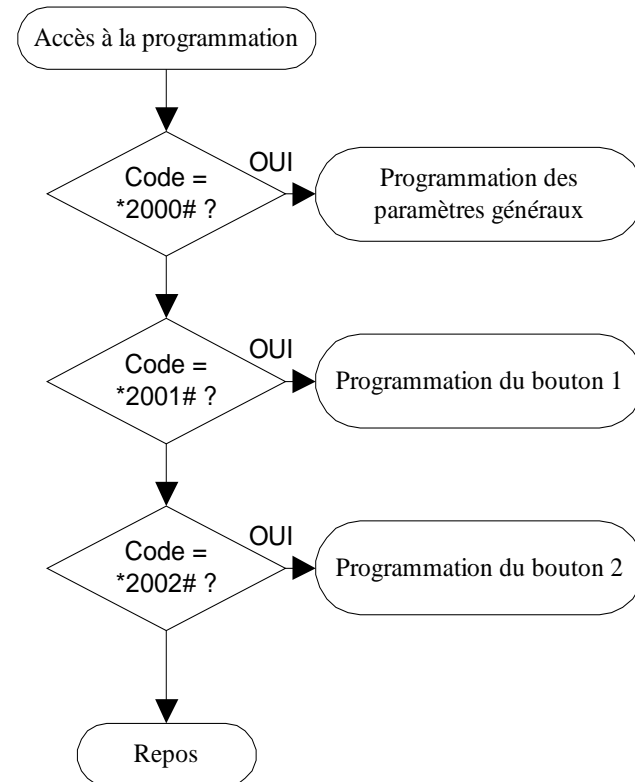 Accès à la programmation
OUI
Code =
*2000# ?
Programmation des
paramètres généraux
OUI
Code =
*2001# ?
Programmation du bouton 1
OUI
Code =
*2002# ?
Programmation du bouton 2
Repos